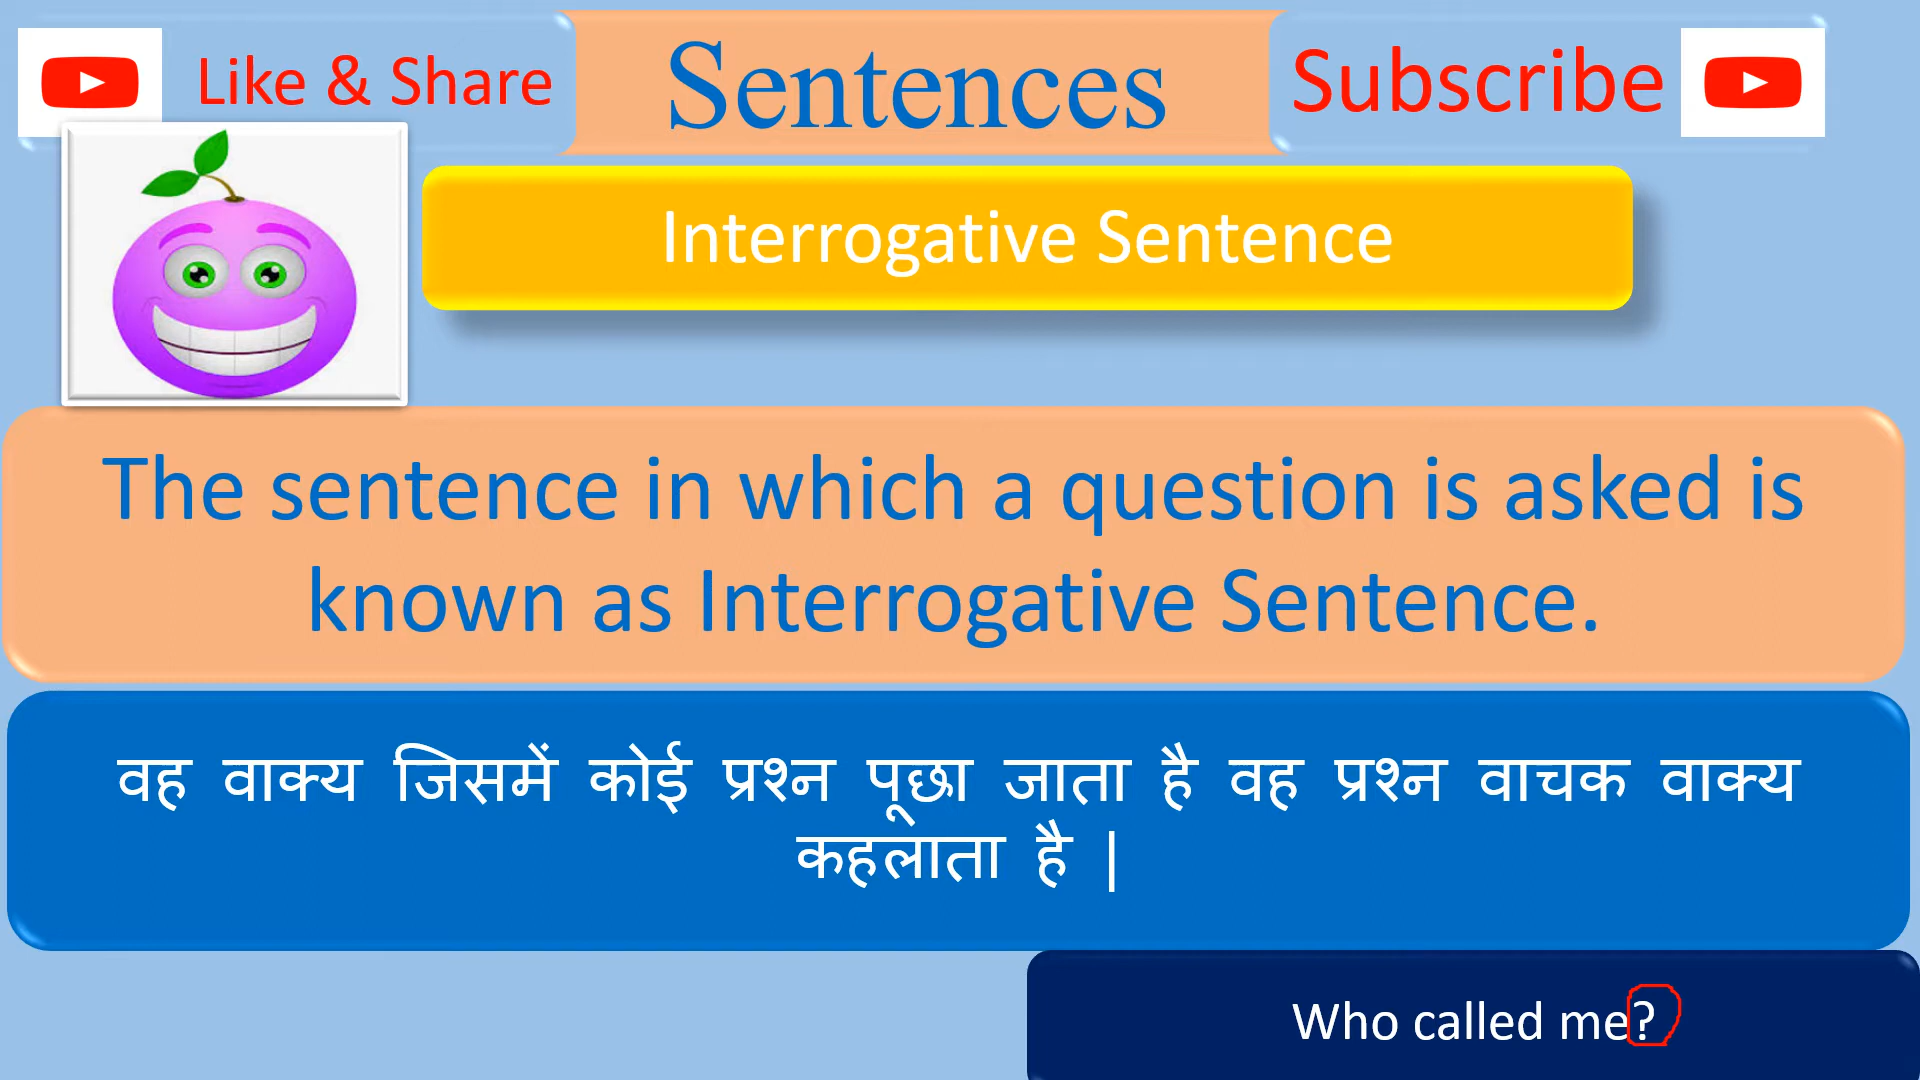 Like & Share
Sentences
Subscribe
Interrogative Sentence
The sentence in which a question is asked is
known as Interrogative Sentence.
वह वाक्य जिसमें कोई प्रश्न पूछा जाता है वह प्रश्न वाचक वाक्य
कहलाता है |
Who called me?